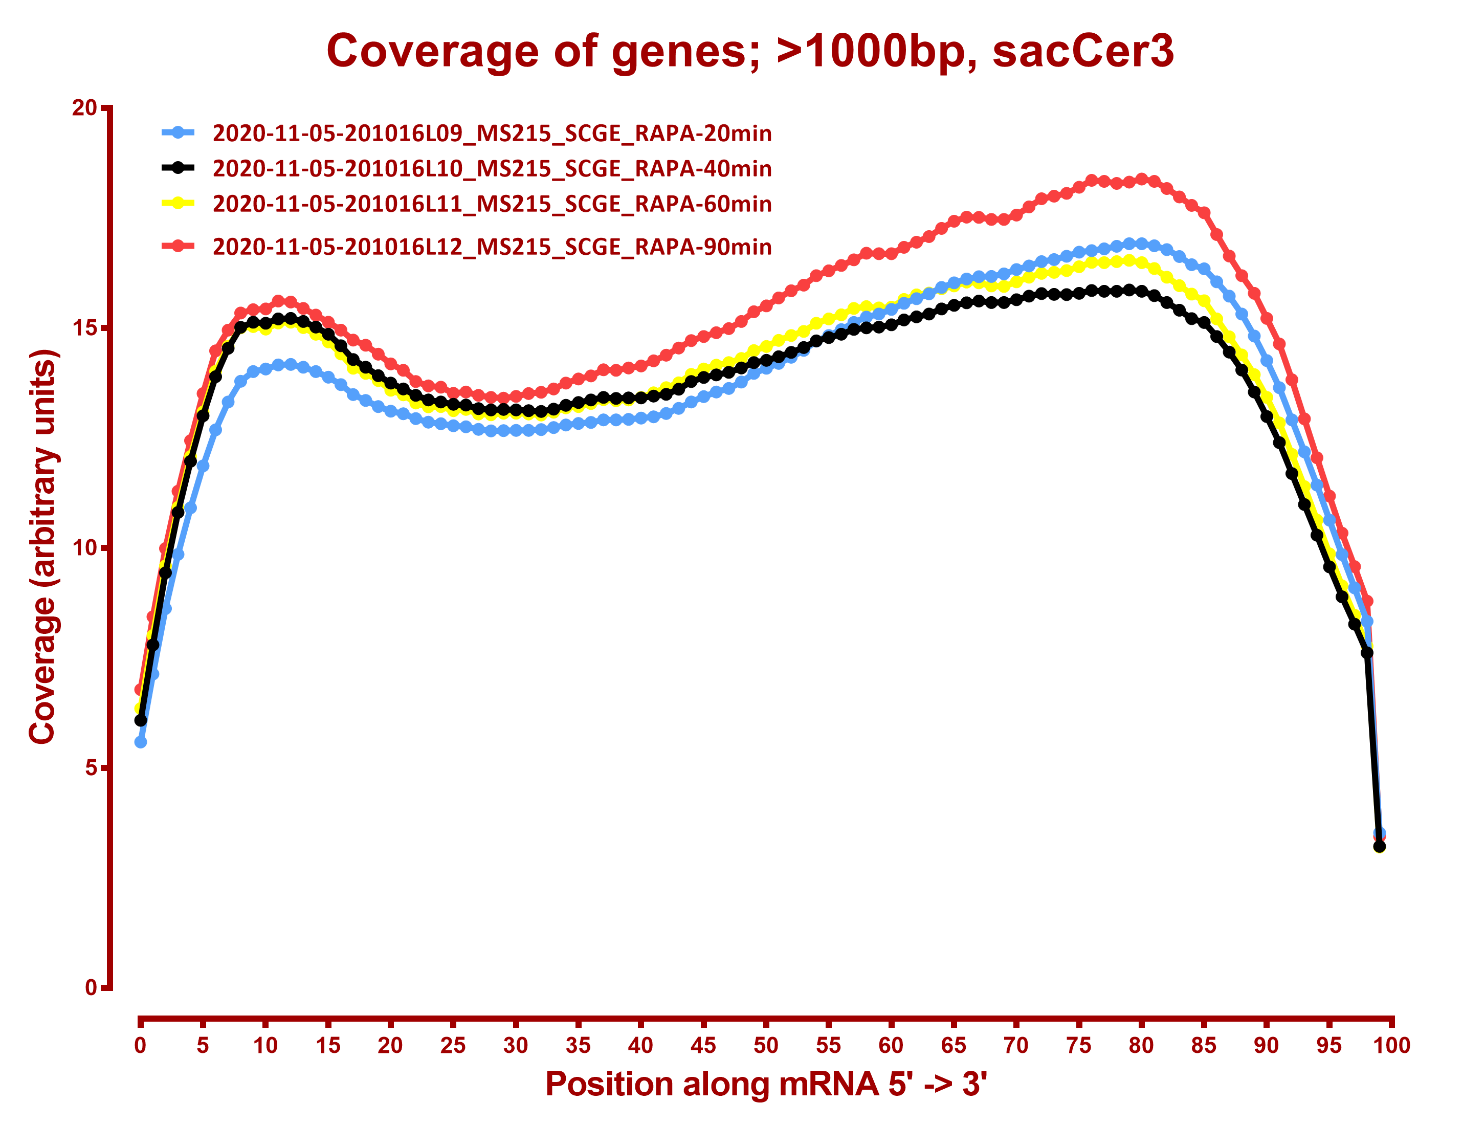 Coverage of genes; >1000bp, sacCer3
2020-11-05-201016L09_MS215_SCGE_RAPA-20min
2020-11-05-201016L10_MS215_SCGE_RAPA-40min
2020-11-05-201016L11_MS215_SCGE_RAPA-60min
2020-11-05-201016L12_MS215_SCGE_RAPA-90min
Coverage (arbitrary units)
20
15
10
5
0
0 5 10 15 20 25 30 35 40 45 50 55 60 65 70 75 80 85 90 95 100
Position along mRNA 5' -> 3'